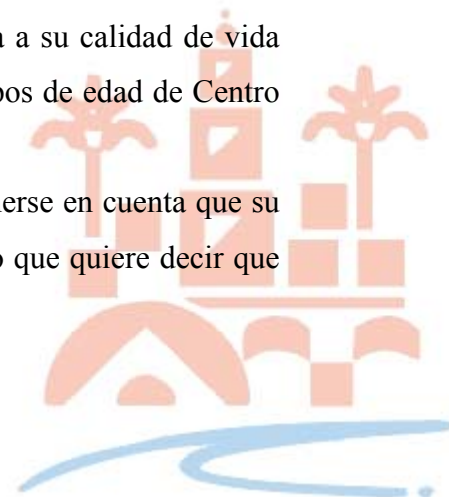 a su calidad de vida
pos de edad de Centro
erse en cuenta que su
que quiere decir que